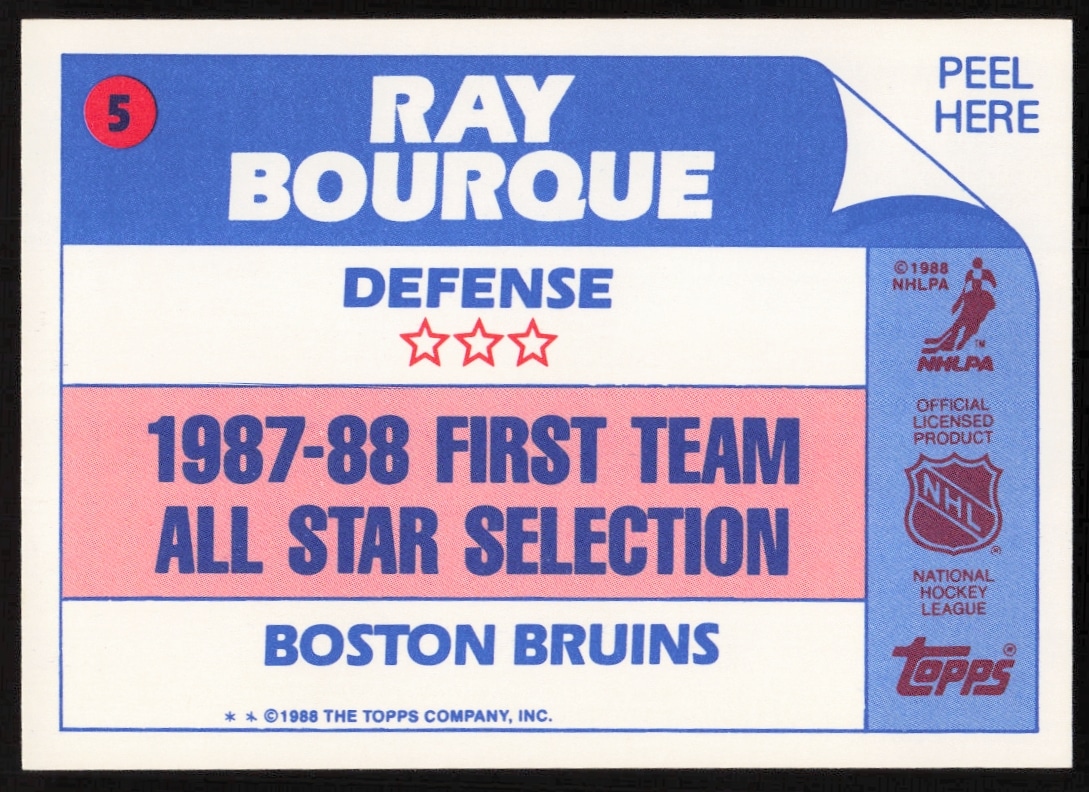 5
RAY
BOURQUE
PEEL
HERE
DEFENSE
1987-88 FIRST TEAM
ALL STAR SELECTION
BOSTON BRUINS
* * ©1988 THE TOPPS COMPANY, INC.
©1988
NHLPA
TM
NHLPA
OFFICIAL
LICENSED
PRODUCT
NHL
®
NATIONAL
HOCKEY
LEAGUE
topps®